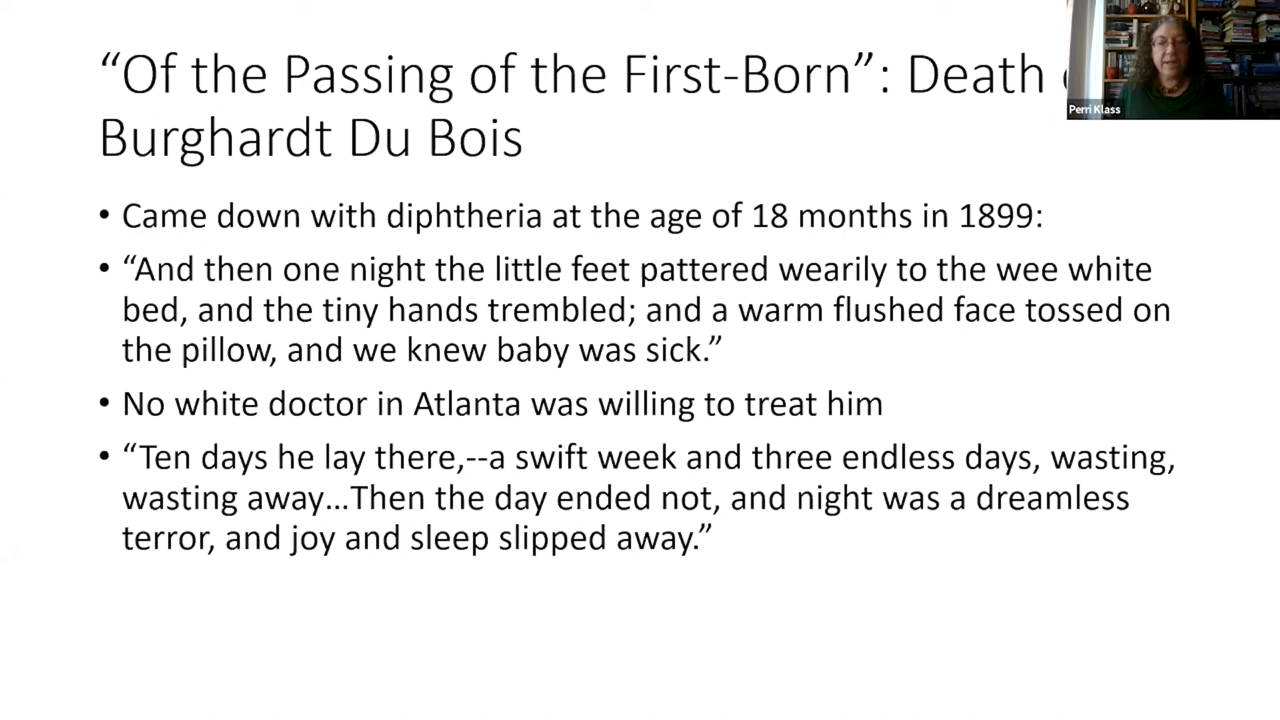 “Of the Passing of the First-Born”: Death
Burghardt Du Bois
Perri Klass
• Came down with diphtheria at the age of 18 months in 1899:
• “And then one night the little feet pattered wearily to the wee white
bed, and the tiny hands trembled; and a warm flushed face tossed on
the pillow, and we knew baby was sick.”
• No white doctor in Atlanta was willing to treat him
• “Ten days he lay there,--a swift week and three endless days, wasting,
wasting away…Then the day ended not, and night was a dreamless
terror, and joy and sleep slipped away.”